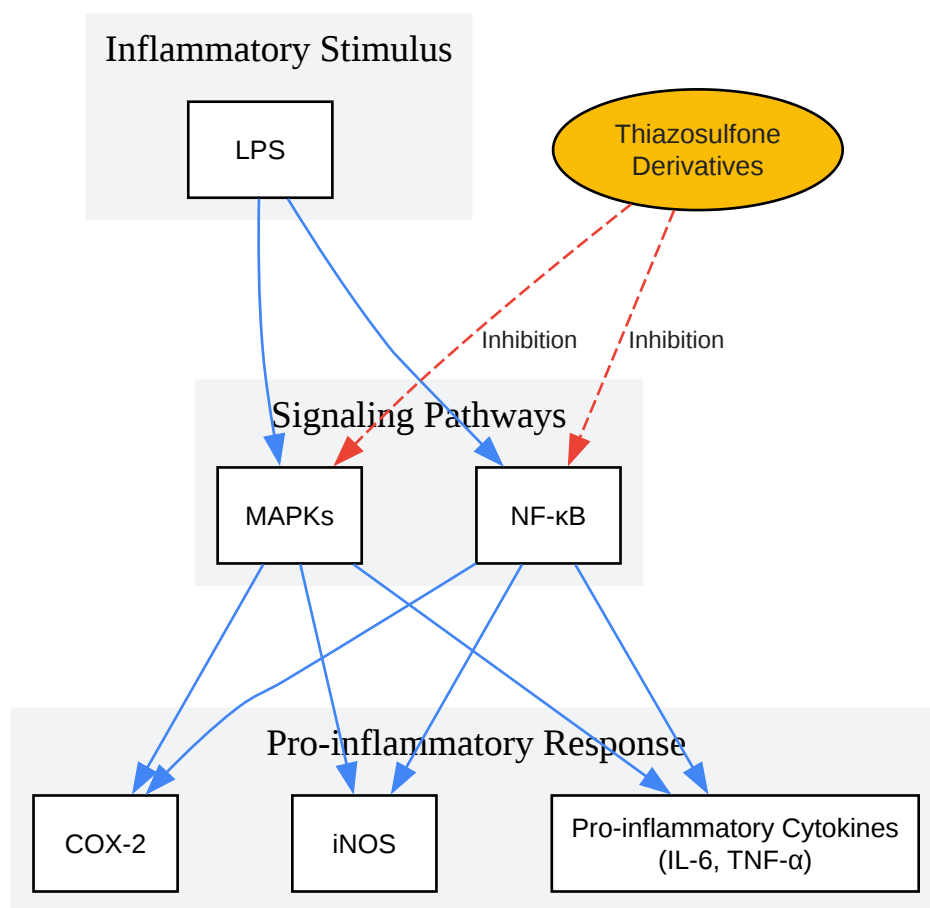 Inflammatory Stimulus
LPS
Thiazosulfone
Derivatives
Inhibition
Inhibition
Signaling Pathways
MAPKs
NF-κB
Pro-inflammatory Response
COX-2
iNOS
Pro-inflammatory Cytokines
(IL-6, TNF-α)